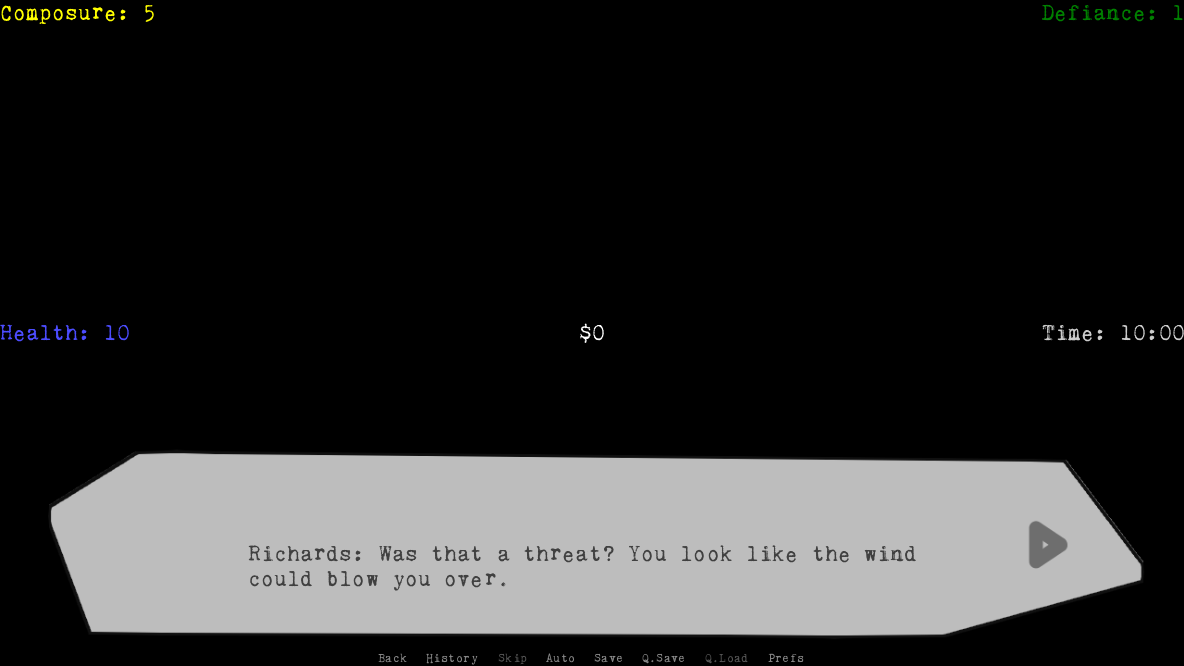 Composure: 5
Defiance: 1
Health: 10
$0
Time: 10:00
Richards: Was that a threat? You look like the wind
could blow you over.
Back History Skip Auto Save Q.Save Q.Load Prefs